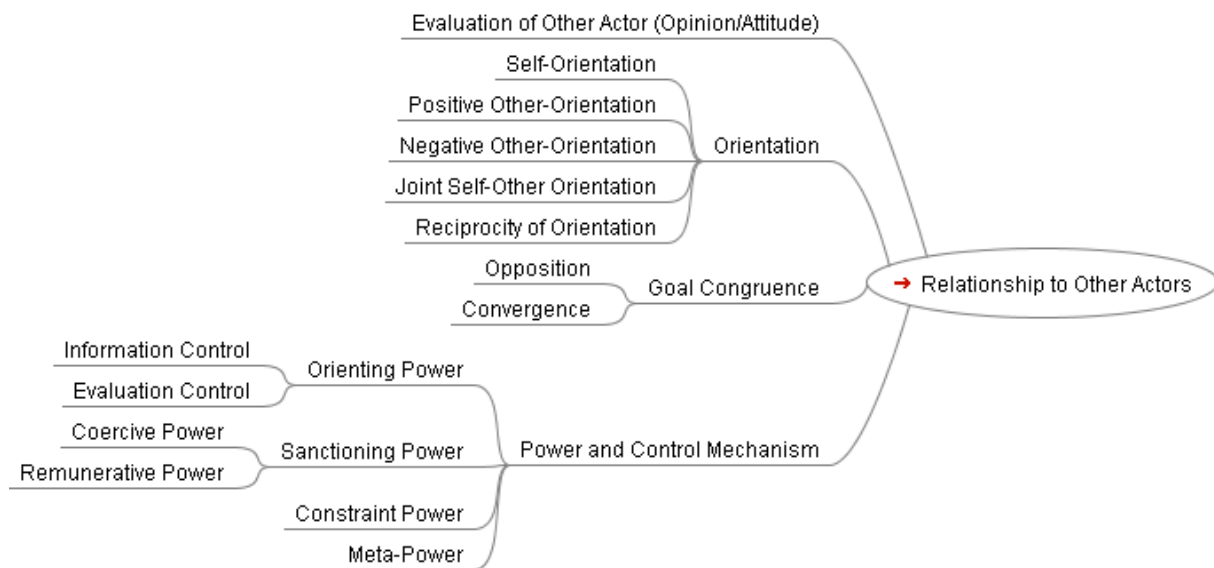 Evaluation of Other Actor (Opinion/Attitude)
Self-Orientation
Positive Other-Orientation
Negative Other-Orientation
Orientation
Joint Self-Other Orientation
Reciprocity of Orientation
Opposition
Goal Congruence
Convergence
➔ Relationship to Other Actors
Information Control
Orienting Power
Evaluation Control
Coercive Power
Sanctioning Power
Remunerative Power
Power and Control Mechanism
Constraint Power
Meta-Power